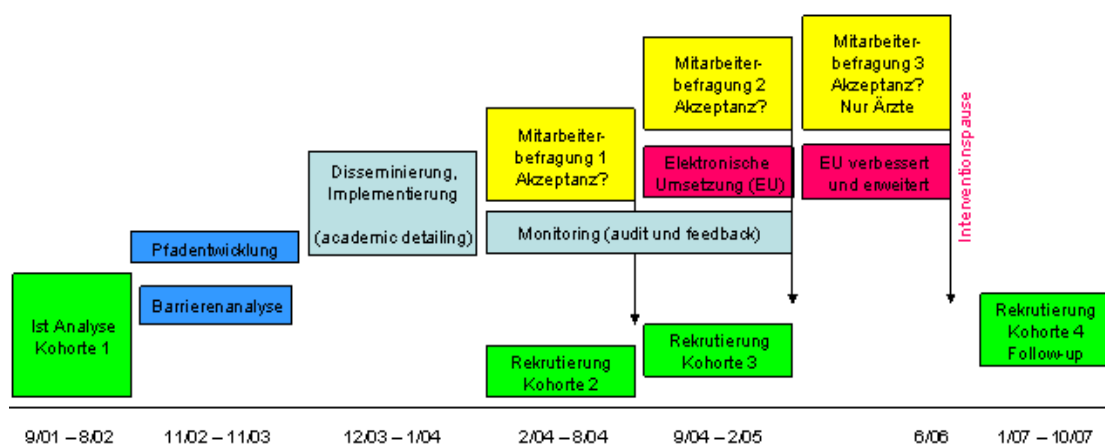 Mitarbeiter-
befragung 3
Akzeptanz?
Nur Ärzte
Mitarbeiter-
befragung 2
Akzeptanz?
Mitarbeiter-
befragung 1
Akzeptanz?
Disseminierung,
Implementierung
(academic detailing)
Elektronische
Umsetzung (EU)
EU verbessert
und erweitert
Interventionspause
Monitoring (audit und feedback)
Pfadentwicklung
Barrierenanalyse
Ist Analyse
Kohorte 1
Rekrutierung
Kohorte 2
Rekrutierung
Kohorte 3
Rekrutierung
Kohorte 4
Follow-up
9/01 – 8/02
11/02 – 11/03
12/03 – 1/04
2/04 – 8/04
9/04 – 2/05
6/06
1/07 – 10/07